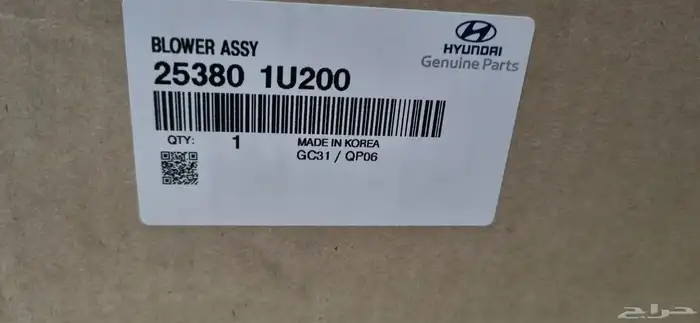 BLOWER ASSY
25380 1U200
HYUNDAI
Genuine Parts
QTY: 1 MADE IN KOREA
GC31 / QP06
حراج